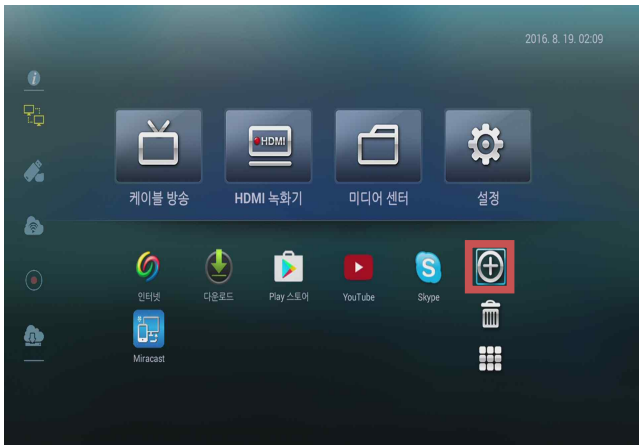 2016. 8. 19. 02:09
HDMI
케이블 방송
HDMI 녹화기
미디어 센터
설정
인터넷
다운로드
Play 스토어
YouTube
Skype
Miracast